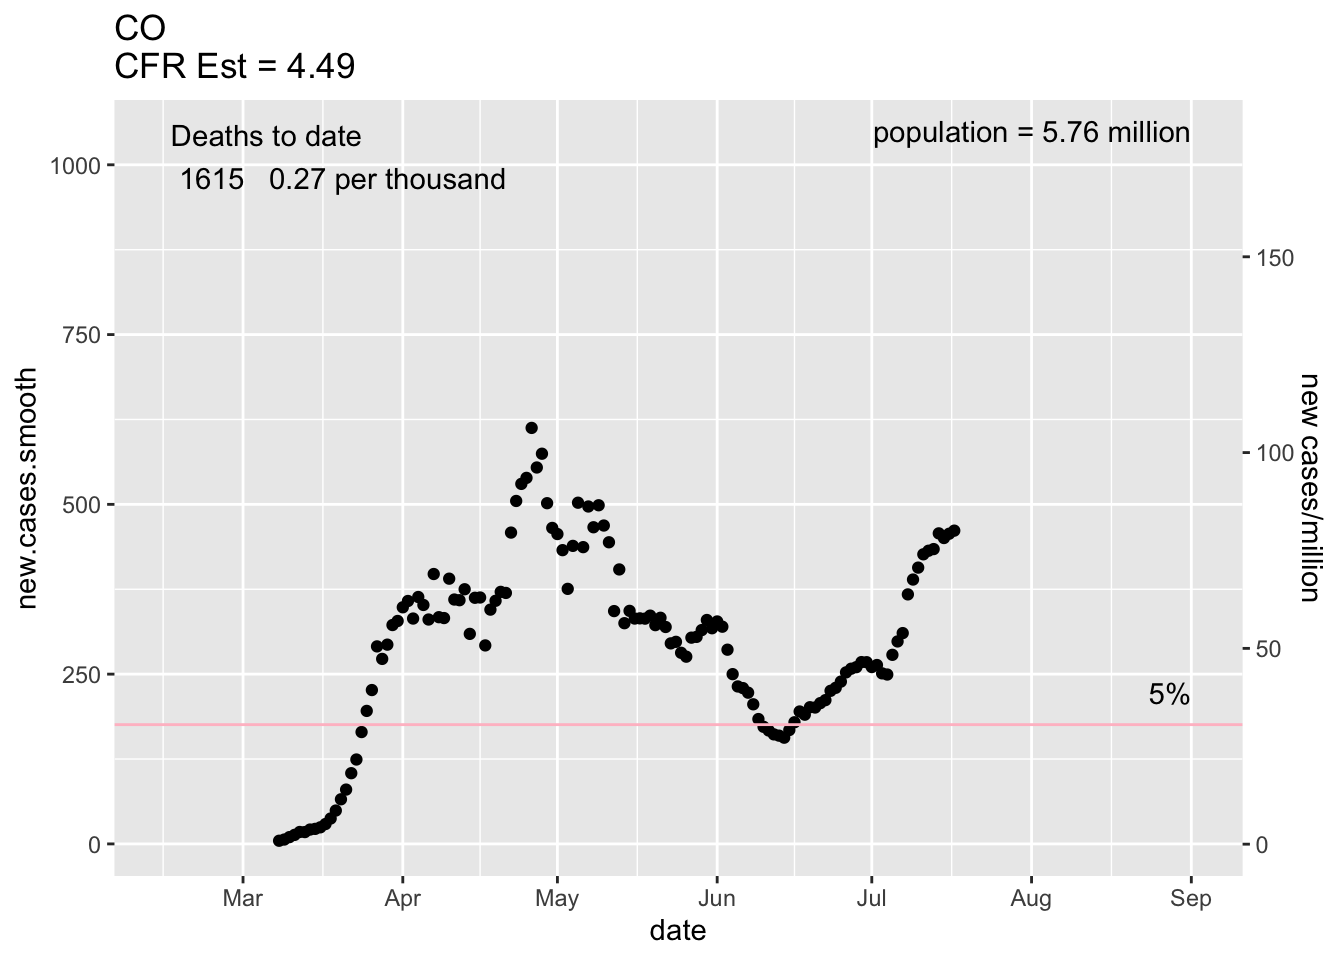 CO
CFR Est = 4.49
Deaths to date
1615 0.27 per thousand
population = 5.76 million
1000
750
500
250
0
new.cases.smooth
150
100
50
0
new cases/million
5%
Mar Apr May Jun Jul Aug Sep
date